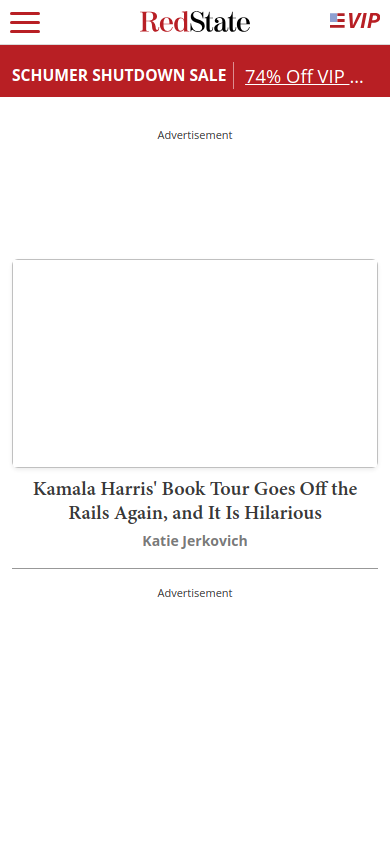 RedState
VIP
SCHUMER SHUTDOWN SALE 74% Off VIP ...
Advertisement
Kamala Harris' Book Tour Goes Off the
Rails Again, and It Is Hilarious
Katie Jerkovich
Advertisement